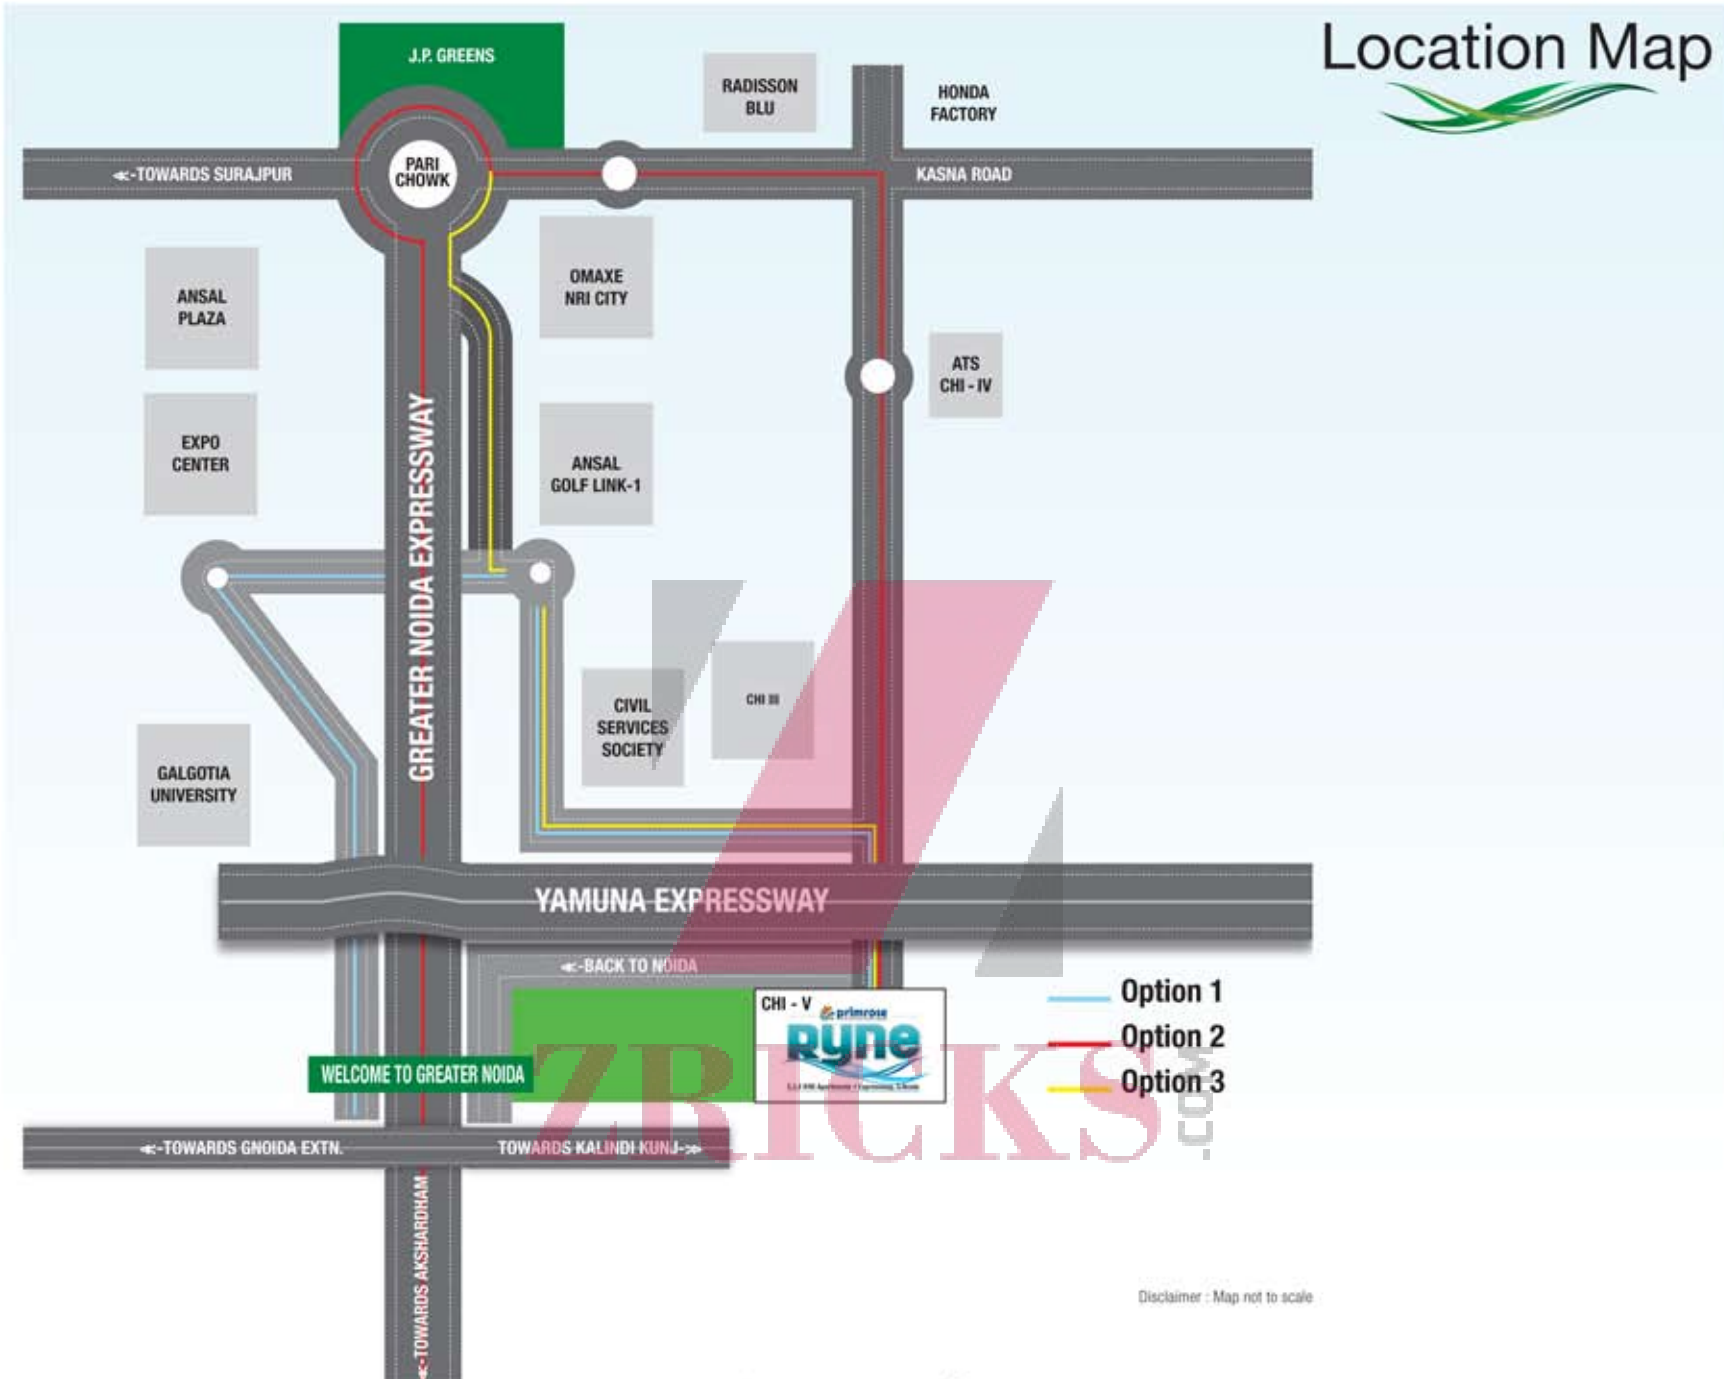 Location Map
J.P. GREENS
RADISSON
BLU
HONDA
FACTORY
≪-TOWARDS SURAJPUR
PARI
CHOWK
KASNA ROAD
ANSAL
PLAZA
OMAXE
NRI CITY
ATS
CHI - IV
EXPO
CENTER
ANSAL
GOLF LINK-1
GREATER NOIDA EXPRESSWAY
CIVIL
SERVICES
SOCIETY
CHI III
GALGOTIA
UNIVERSITY
YAMUNA EXPRESSWAY
≪-BACK TO NOIDA
CHI - V
primrose
Ryne
Option 1
Option 2
Option 3
WELCOME TO GREATER NOIDA
ZRICKS
.COM
≪-TOWARDS GNOIDA EXTN.
TOWARDS KALINDI KUNJ-≫
≪-TOWARDS AKSHARDHAM
Disclaimer : Map not to scale